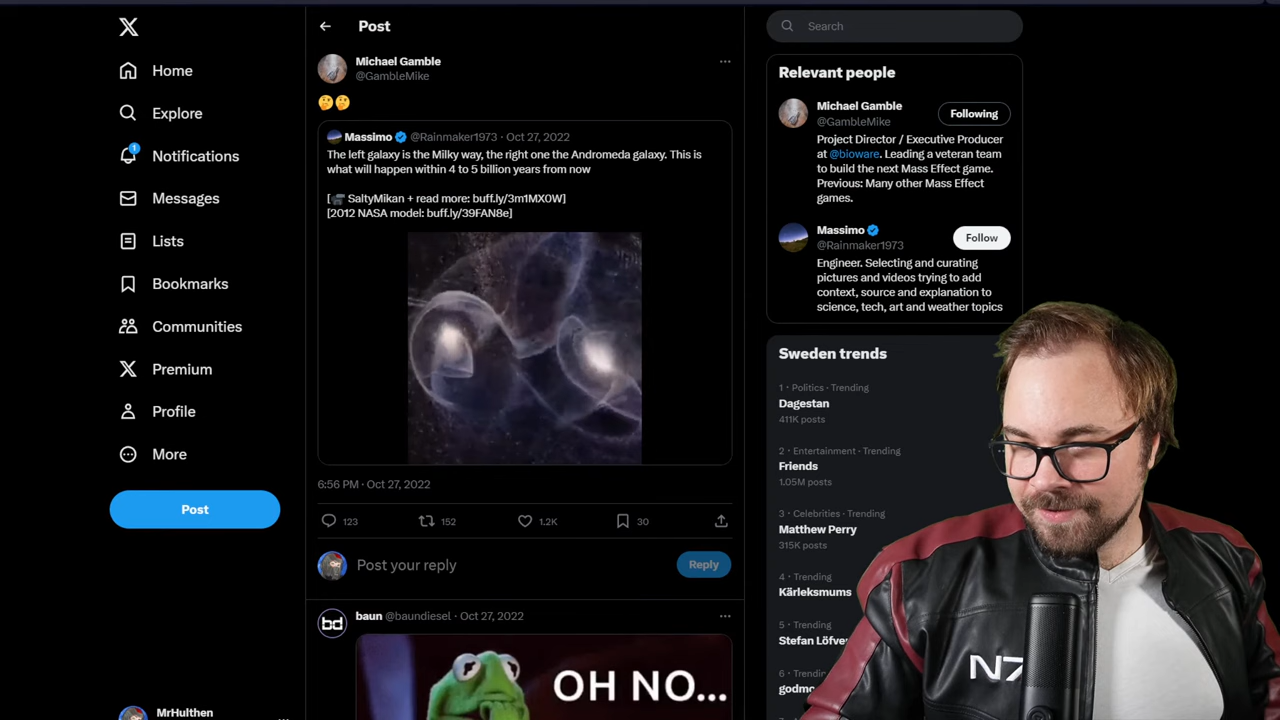 Home
Explore
1
Notifications
Messages
Lists
Bookmarks
Communities
Premium
Profile
More
Post
MrHulthen
Post
Michael Gamble
@GambleMike
🤔🤔
Massimo @Rainmaker1973 · Oct 27, 2022
The left galaxy is the Milky way, the right one the Andromeda galaxy. This is
what will happen within 4 to 5 billion years from now
[📹 SaltyMikan + read more: buff.ly/3m1MX0W]
[2012 NASA model: buff.ly/39FAN8e]
6:56 PM · Oct 27, 2022
123 152 1.2K 30
Post your reply
Reply
bd
baun @baundiesel · Oct 27, 2022
OH NO...
Search
Relevant people
Michael Gamble
@GambleMike
Following
Project Director / Executive Producer
at @bioware. Leading a veteran team
to build the next Mass Effect game.
Previous: Many other Mass Effect
games.
Massimo
@Rainmaker1973
Follow
Engineer. Selecting and curating
pictures and videos trying to add
context, source and explanation to
science, tech, art and weather topics
Sweden trends
1 · Politics · Trending
Dagestan
411K posts
2 · Entertainment · Trending
Friends
1.05M posts
3 · Celebrities · Trending
Matthew Perry
315K posts
4 · Trending
Kärleksmums
5 · Trending
Stefan Löfve
6 · Trendin
godmo
N7